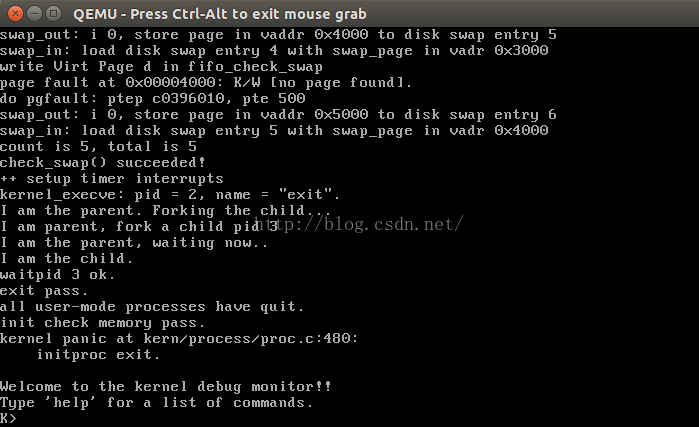 QEMU - Press Ctrl-Alt to exit mouse grab
swap_out: i 0, store page in vaddr 0x4000 to disk swap entry 5
swap_in: load disk swap entry 4 with swap_page in vadr 0x3000
write Virt Page d in fifo_check_swap
page fault at 0x00004000: K/W [no page found].
do pgfault: ptep c0396010, pte 500
swap_out: i 0, store page in vaddr 0x5000 to disk swap entry 6
swap_in: load disk swap entry 5 with swap_page in vadr 0x4000
count is 5, total is 5
check_swap() succeeded!
++ setup timer interrupts
kernel_execve: pid = 2, name = "exit".
I am the parent. Forking the child...
I am parent, fork a child pid 3
http://blog.csdn.net/
I am the parent, waiting now..
I am the child.
waitpid 3 ok.
exit pass.
all user-mode processes have quit.
init check memory pass.
kernel panic at kern/process/proc.c:480:
    initproc exit.
Welcome to the kernel debug monitor!!
Type 'help' for a list of commands.
K>